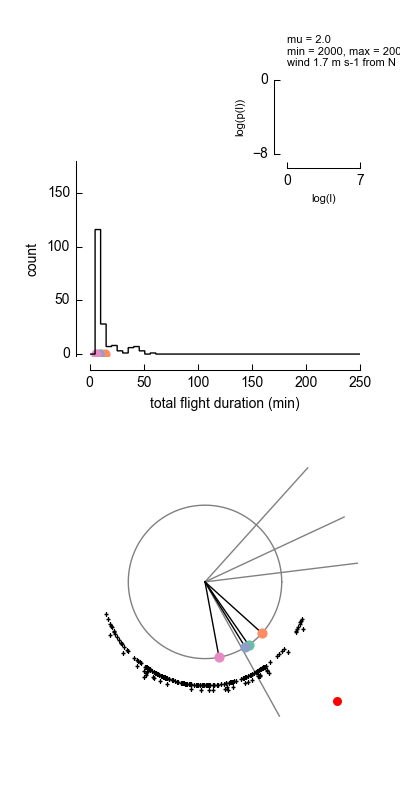 mu = 2.0
min = 2000, max = 200
wind 1.7 m s-1 from N
0
log(p(l))
−8
0 7
log(l)
150
100
50
0
count
0 50 100 150 200 250
total flight duration (min)